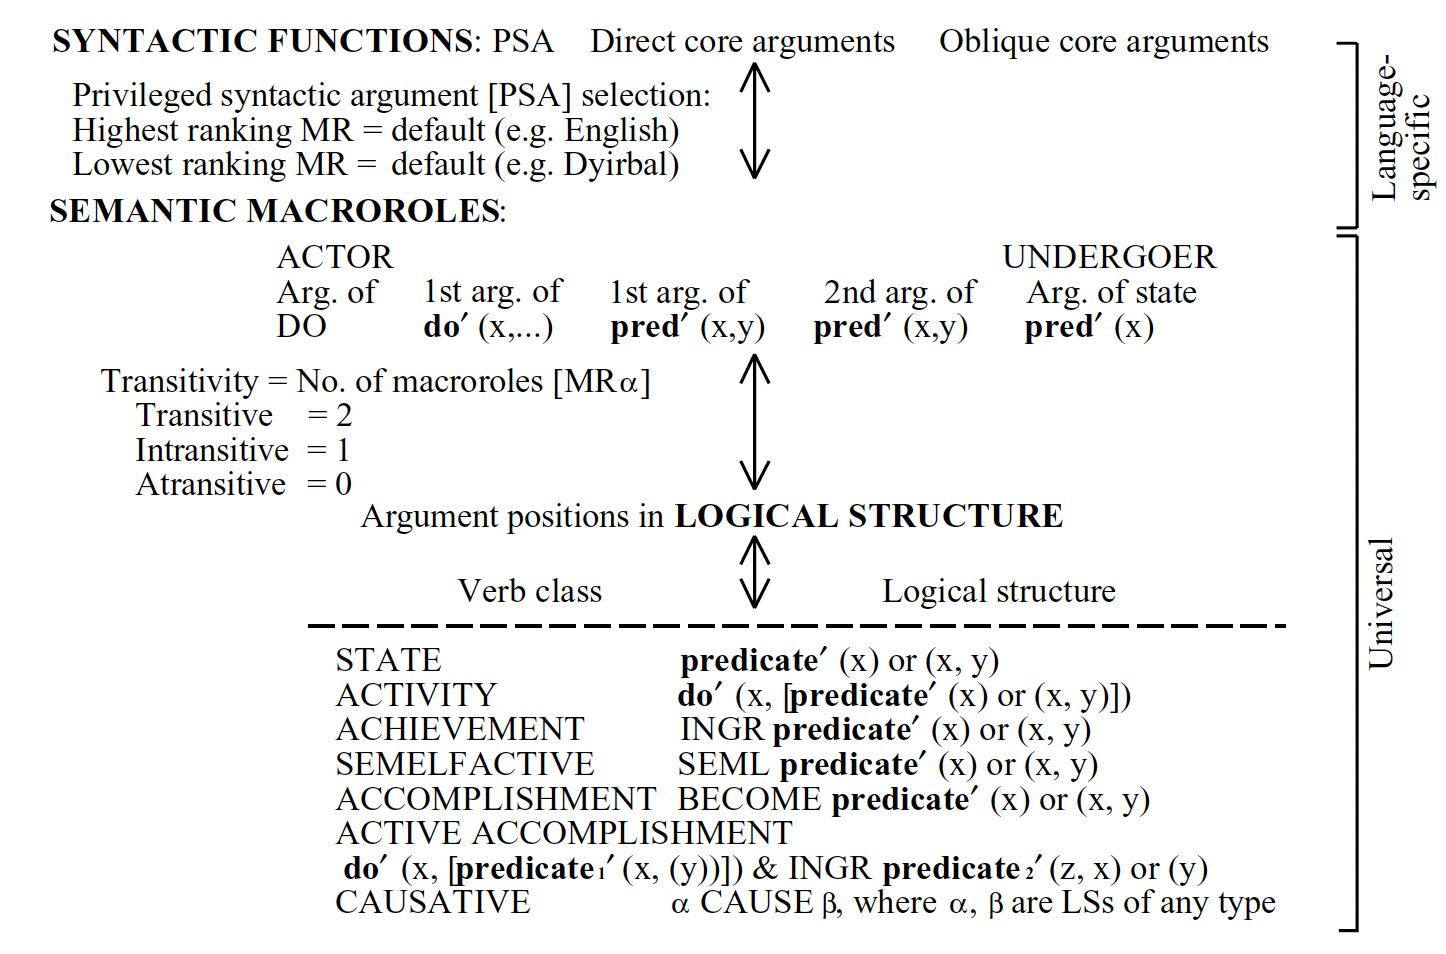 SYNTACTIC FUNCTIONS: PSA Direct core arguments Oblique core arguments
Privileged syntactic argument [PSA] selection:
Highest ranking MR = default (e.g. English)
Lowest ranking MR = default (e.g. Dyirbal)
Language-
specific
SEMANTIC MACROROLES:
ACTOR UNDERGOER
Arg. of 1st arg. of 1st arg. of 2nd arg. of Arg. of state
DO do′ (x,...) pred′ (x,y) pred′ (x,y) pred′ (x)
Transitivity = No. of macroroles [MRα]
Transitive = 2
Intransitive = 1
Atransitive = 0
Argument positions in LOGICAL STRUCTURE
Verb class Logical structure
STATE predicate′ (x) or (x, y)
ACTIVITY do′ (x, [predicate′ (x) or (x, y)])
ACHIEVEMENT INGR predicate′ (x) or (x, y)
SEMELFACTIVE SEML predicate′ (x) or (x, y)
ACCOMPLISHMENT BECOME predicate′ (x) or (x, y)
ACTIVE ACCOMPLISHMENT
do′ (x, [predicate₁′ (x, (y))]) & INGR predicate₂′ (z, x) or (y)
CAUSATIVE α CAUSE β, where α, β are LSs of any type
Universal